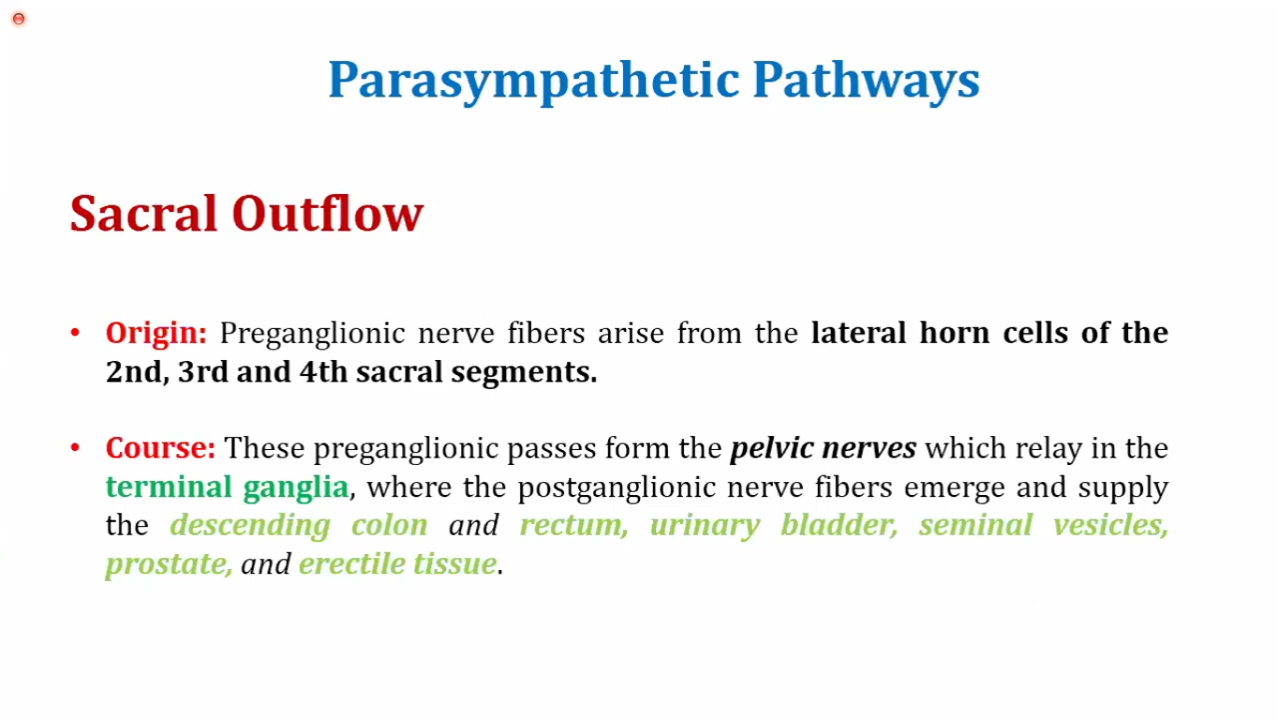 Parasympathetic Pathways
Sacral Outflow
• Origin: Preganglionic nerve fibers arise from the lateral horn cells of the
2nd, 3rd and 4th sacral segments.
• Course: These preganglionic passes form the pelvic nerves which relay in the
terminal ganglia, where the postganglionic nerve fibers emerge and supply
the descending colon and rectum, urinary bladder, seminal vesicles,
prostate, and erectile tissue.